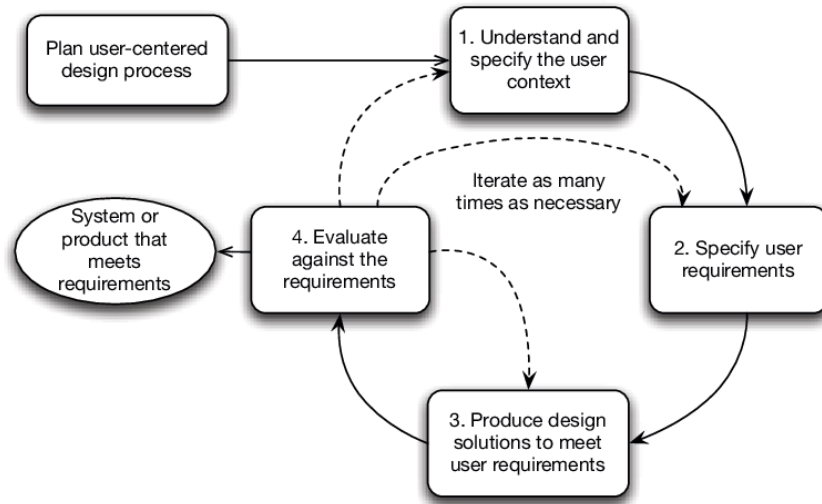 Plan user-centered
design process
1. Understand and
specify the user
context
Iterate as many
times as necessary
System or
product that
meets
requirements
4. Evaluate
against the
requirements
2. Specify user
requirements
3. Produce design
solutions to meet
user requirements